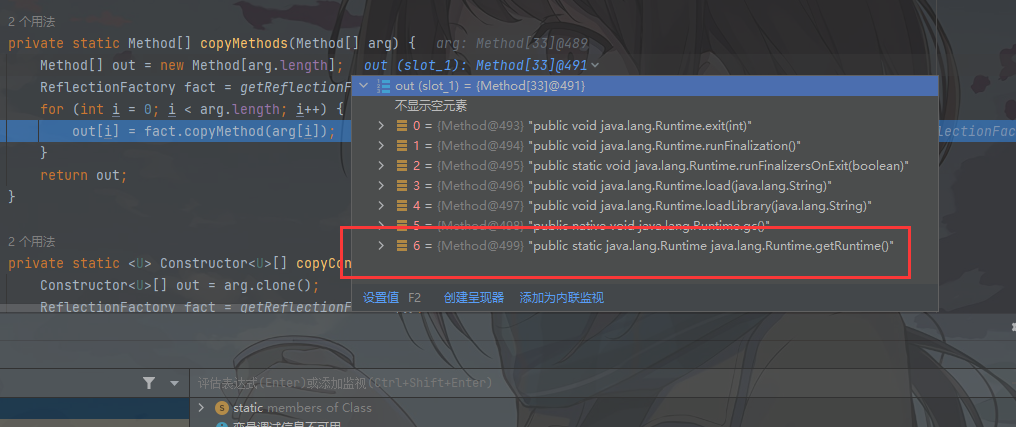 2 个用法
private static Method[] copyMethods(Method[] arg) {  arg: Method[33]@489
Method[] out = new Method[arg.length];  out (slot_1): Method[33]@491
ReflectionFactory fact = getReflectionF
out (slot_1) = {Method[33]@491}
for (int i = 0; i < arg.length; i++) {
不显示空元素
0 = {Method@493} "public void java.lang.Runtime.exit(int)"
out[i] = fact.copyMethod(arg[i]);
lectionFac
}
1 = {Method@494} "public void java.lang.Runtime.runFinalization()"
return out;
2 = {Method@495} "public static void java.lang.Runtime.runFinalizersOnExit(boolean)"
}
3 = {Method@496} "public void java.lang.Runtime.load(java.lang.String)"
4 = {Method@497} "public void java.lang.Runtime.loadLibrary(java.lang.String)"
5 = {Method@498} "public native void java.lang.Runtime.gc()"
2 个用法
6 = {Method@499} "public static java.lang.Runtime java.lang.Runtime.getRuntime()"
private static <U> Constructor<U>[] copyCon
Constructor<U>[] out = arg.clone();
ReflectionFactory fact = getReflectionF
设置值 F2 创建呈现器 添加为内联监视
评估表达式(Enter)或添加监视(Ctrl+Shift+Enter)
S static members of Class
变量调试信息不可用